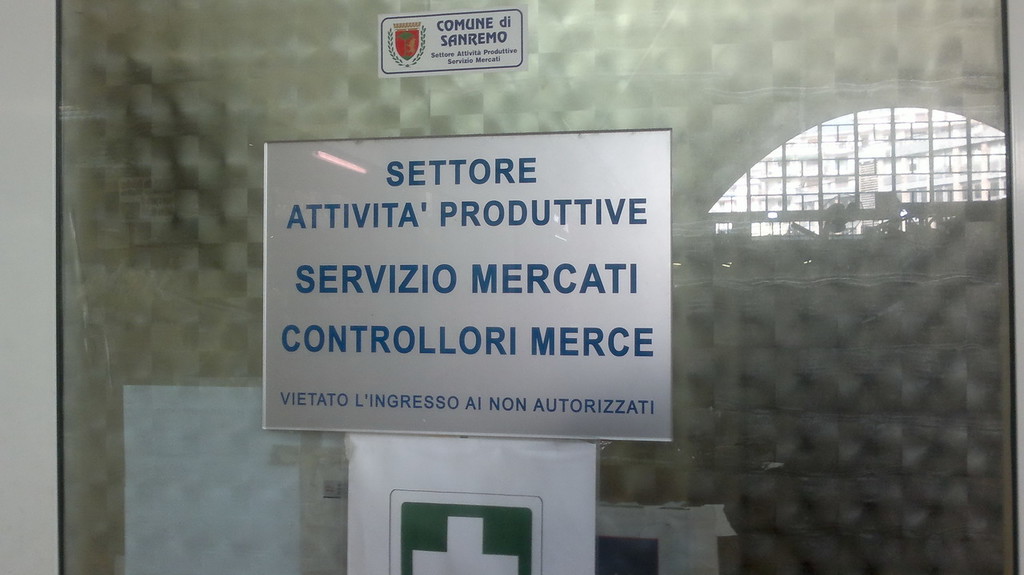 COMUNE di
SANREMO
Settore Attività Produttive
Servizio Mercati
SETTORE
ATTIVITA' PRODUTTIVE
SERVIZIO MERCATI
CONTROLLORI MERCE
VIETATO L'INGRESSO AI NON AUTORIZZATI